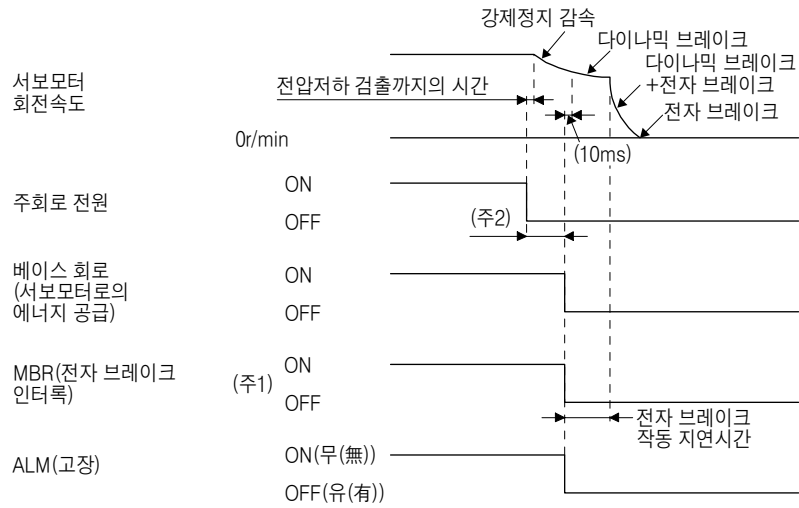 강제정지 감속
다이나믹 브레이크
다이나믹 브레이크
+전자 브레이크
전자 브레이크
서보모터
회전속도
전압저하 검출까지의 시간
0r/min
(10ms)
주회로 전원
ON
OFF
(주2)
베이스 회로
(서보모터로의
에너지 공급)
ON
OFF
MBR(전자 브레이크
인터록)
(주1)
ON
OFF
전자 브레이크
작동 지연시간
ALM(고장)
ON(무(無))
OFF(유(有))